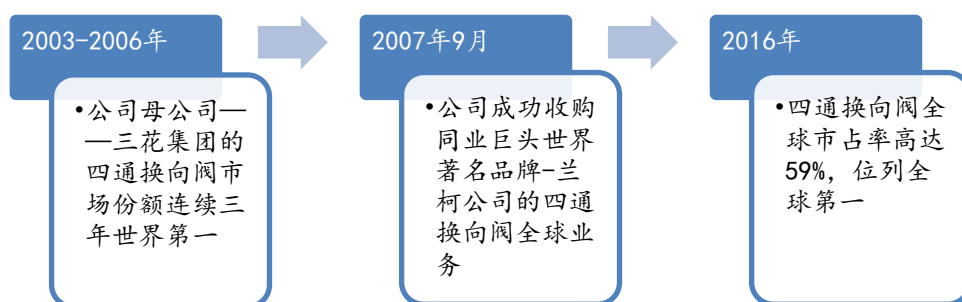 2003-2006年
•公司母公司—
—三花集团的
四通换向阀市
场份额连续三
年世界第一
2007年9月
•公司成功收购
同业巨头世界
著名品牌-兰
柯公司的四通
换向阀全球业
务
2016年
•四通换向阀全
球市占率高达
59%，位列全
球第一